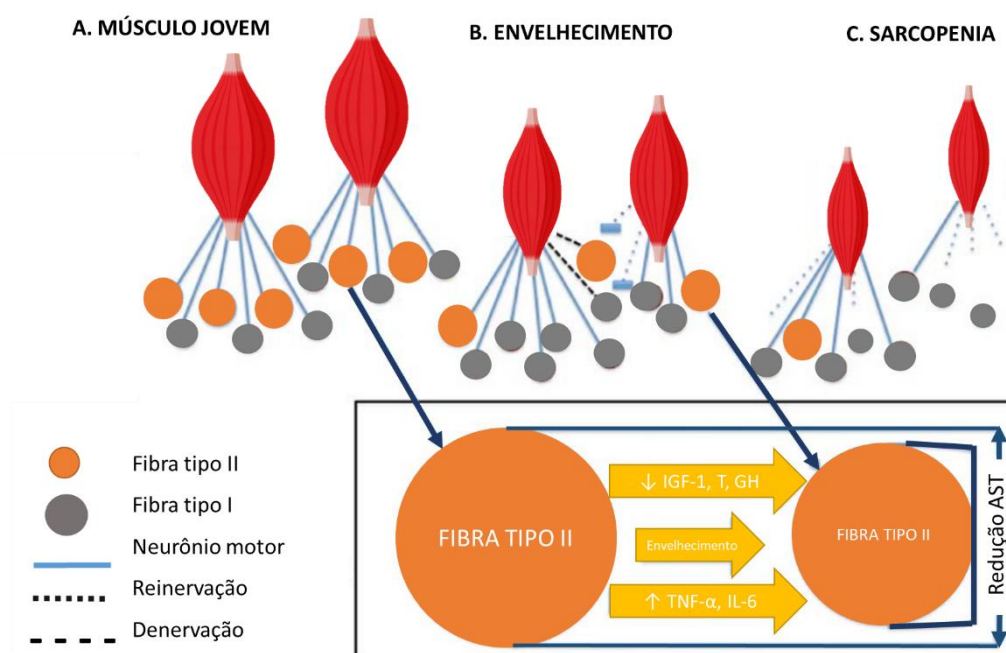 A. MÚSCULO JOVEM
B. ENVELHECIMENTO
C. SARCOPENIA
Fibra tipo II
Fibra tipo I
Neurônio motor
Reinervação
Denervação
FIBRA TIPO II
↓ IGF-1, T, GH
Envelhecimento
↑ TNF-α, IL-6
FIBRA TIPO II
Redução AST